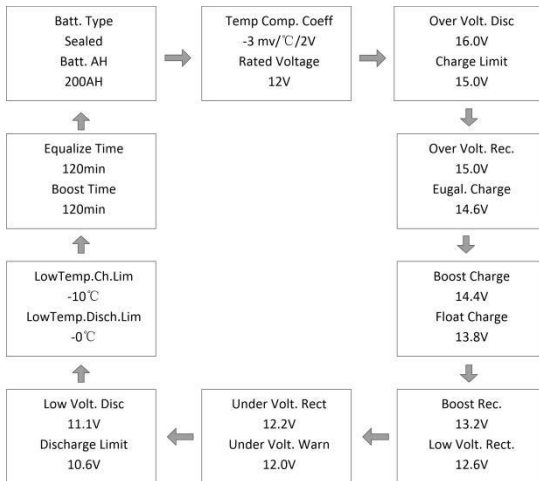 Batt. Type
Sealed
Batt. AH
200AH
Temp Comp. Coeff
-3 mv/℃/2V
Rated Voltage
12V
Over Volt. Disc
16.0V
Charge Limit
15.0V
Over Volt. Rec.
15.0V
Eugal. Charge
14.6V
Boost Charge
14.4V
Float Charge
13.8V
Boost Rec.
13.2V
Low Volt. Rect.
12.6V
Under Volt. Rect
12.2V
Under Volt. Warn
12.0V
Low Volt. Disc
11.1V
Discharge Limit
10.6V
LowTemp.Ch.Lim
-10℃
LowTemp.Disch.Lim
-0℃
Equalize Time
120min
Boost Time
120min